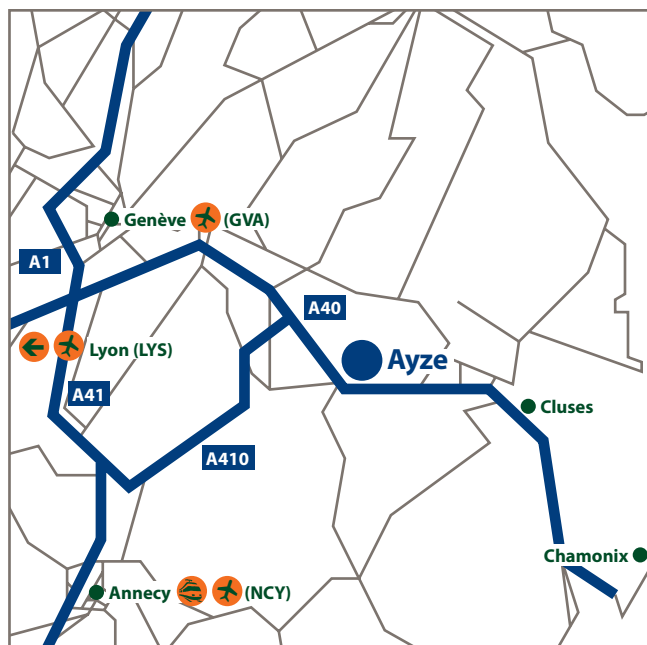 Genève (GVA)
A1
A40
Lyon (LYS)
Ayze
A41
Cluses
A410
Chamonix
Annecy (NCY)